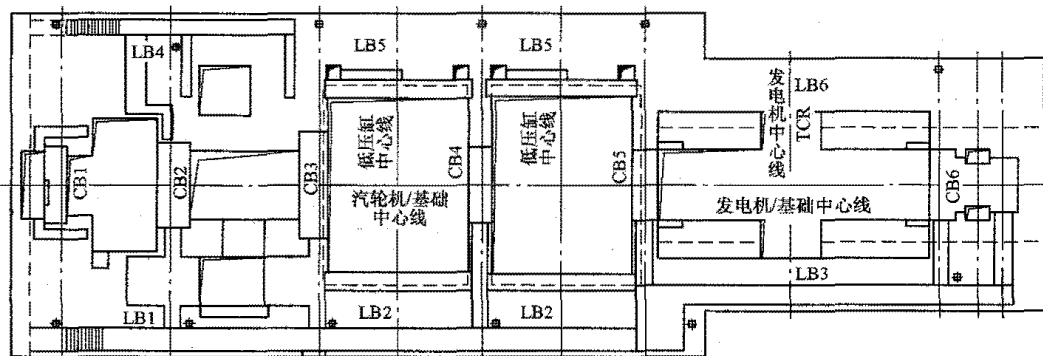 LB5
LB5
LB4
LB6
发电机中心线
TCR
低压缸
中心线
低压缸
中心线
CB1
CB2
CB3
CB4
CB5
CB6
汽轮机/基础
中心线
发电机/基础中心线
LB3
LB1
LB2
LB2